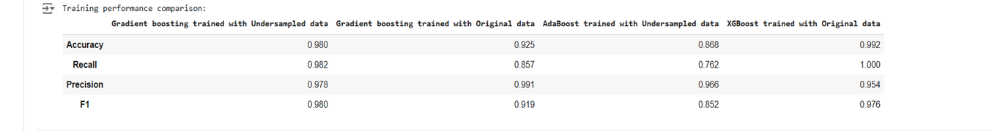 Training performance comparison:
Gradient boosting trained with Undersampled data Gradient boosting trained with Original data AdaBoost trained with Undersampled data XGBoost trained with Original data
Accuracy 0.980 0.925 0.868 0.992
Recall 0.982 0.857 0.762 1.000
Precision 0.978 0.991 0.966 0.954
F1 0.980 0.919 0.852 0.976